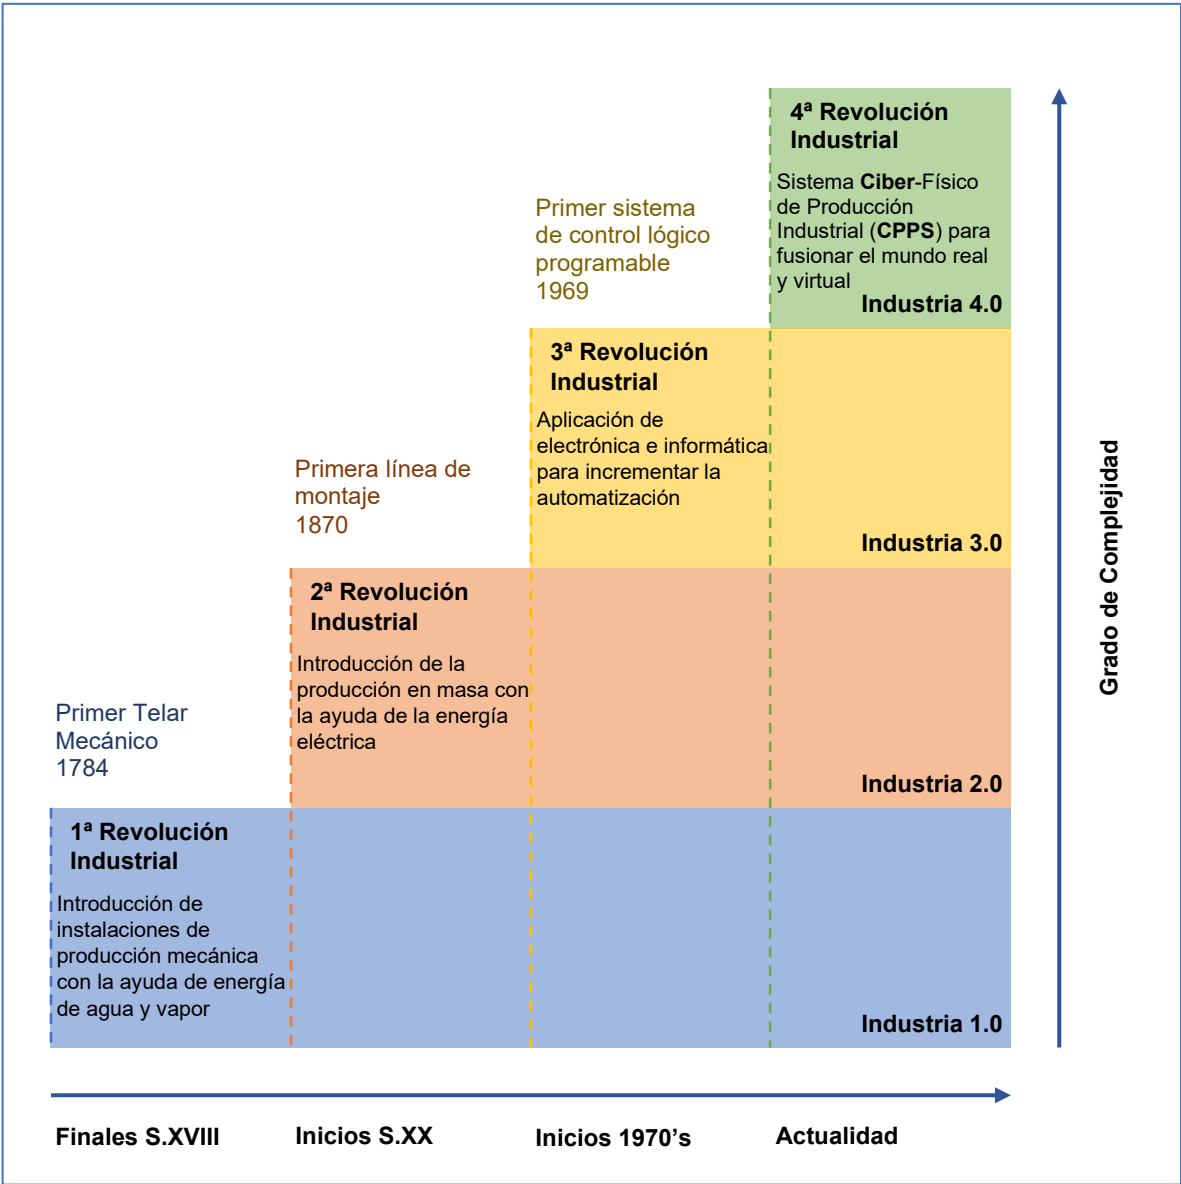 4ª Revolución
Industrial
Sistema Ciber-Físico
de Producción
Industrial (CPPS) para
fusionar el mundo real
y virtual
Industria 4.0
Primer sistema
de control lógico
programable
1969
3ª Revolución
Industrial
Aplicación de
electrónica e informática
para incrementar la
automatización
Industria 3.0
Primera línea de
montaje
1870
2ª Revolución
Industrial
Introducción de la
producción en masa con
la ayuda de la energía
eléctrica
Industria 2.0
Primer Telar
Mecánico
1784
1ª Revolución
Industrial
Introducción de
instalaciones de
producción mecánica
con la ayuda de energía
de agua y vapor
Industria 1.0
Grado de Complejidad
Finales S.XVIII
Inicios S.XX
Inicios 1970's
Actualidad